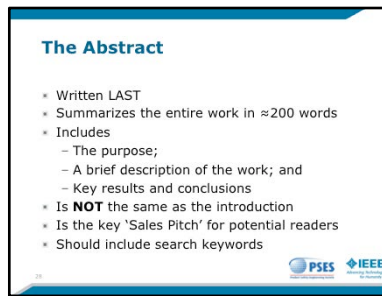 The Abstract
* Written LAST
* Summarizes the entire work in ≈200 words
* Includes
– The purpose;
– A brief description of the work; and
– Key results and conclusions
* Is NOT the same as the introduction
* Is the key ‘Sales Pitch’ for potential readers
* Should include search keywords
PSES IEEE